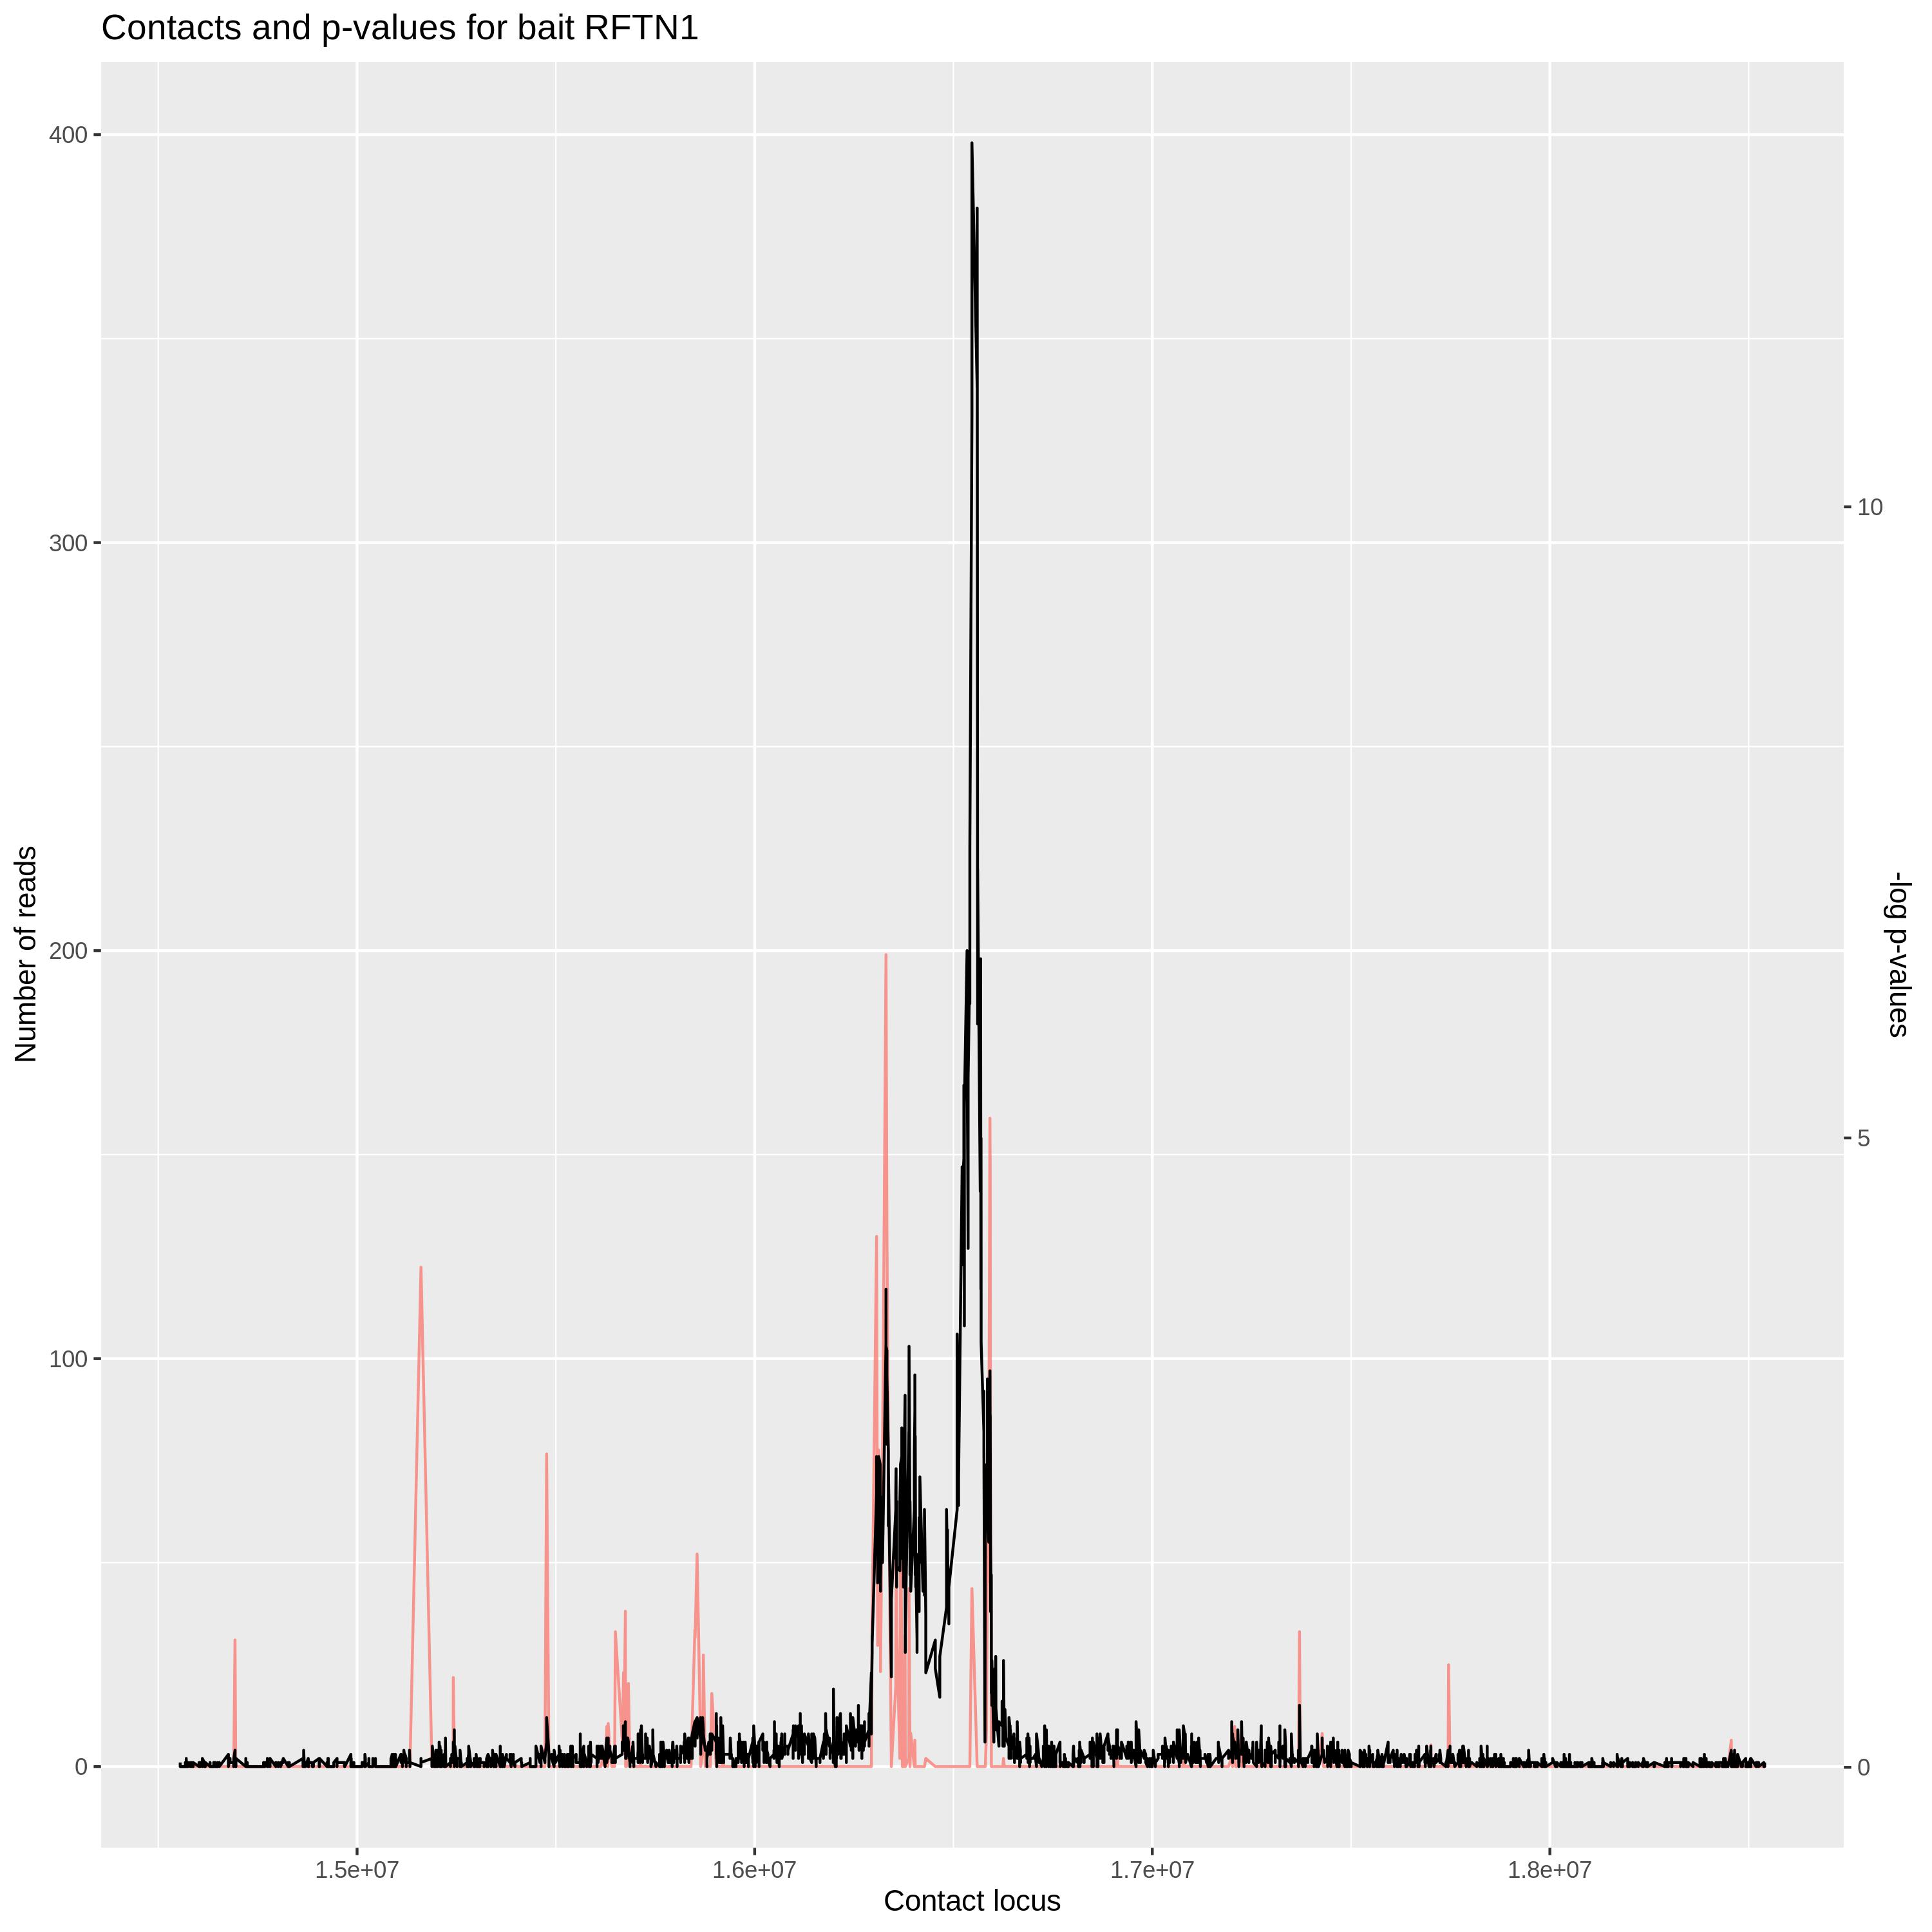 Contacts and p-values for bait RFTN1
400
300
200
100
0
10
5
0
Number of reads
-log p-values
1.5e+07
1.6e+07
1.7e+07
1.8e+07
Contact locus